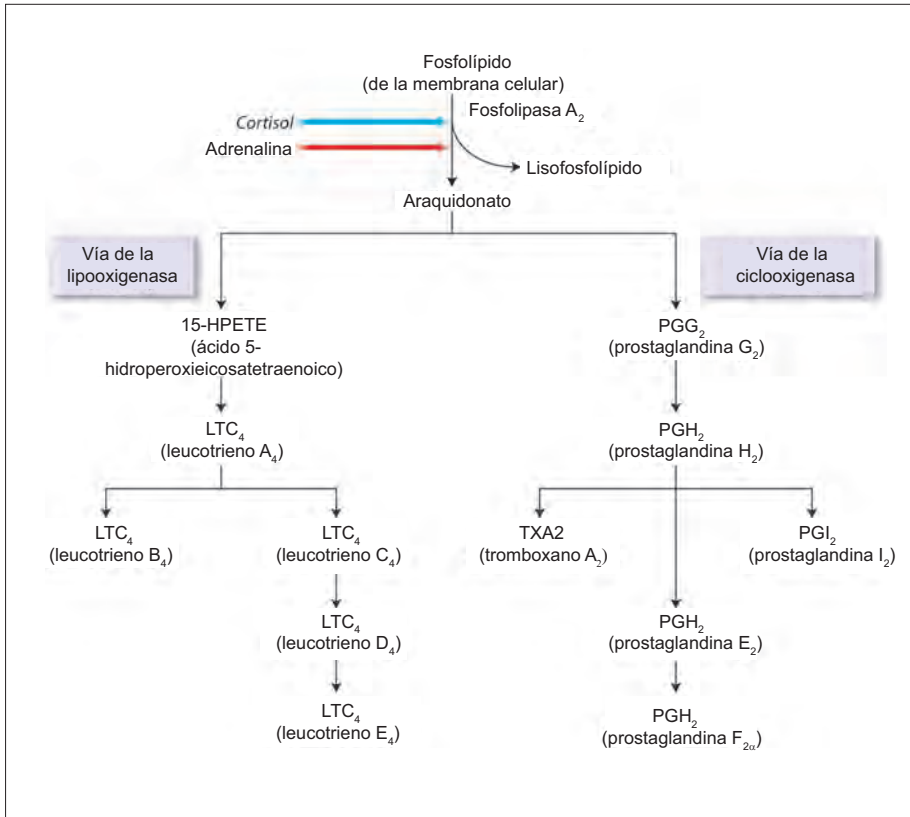 Fosfolípido
(de la membrana celular)
Fosfolipasa A₂
Cortisol
Adrenalina
Lisofosfolípido
Araquidonato
Vía de la
lipooxigenasa
Vía de la
ciclooxigenasa
15-HPETE
(ácido 5-
hidroperoxieicosatetraenoico)
PGG₂
(prostaglandina G₂)
LTC₄
(leucotrieno A₄)
PGH₂
(prostaglandina H₂)
LTC₄
(leucotrieno B₄)
LTC₄
(leucotrieno C₄)
TXA2
(tromboxano A₂)
PGI₂
(prostaglandina I₂)
LTC₄
(leucotrieno D₄)
PGH₂
(prostaglandina E₂)
LTC₄
(leucotrieno E₄)
PGH₂
(prostaglandina F₂α)